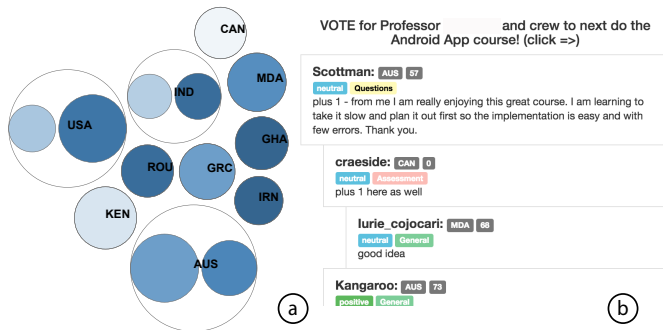 CAN
MDA
IND
USA
GHA
ROU
GRC
IRN
KEN
AUS
a
VOTE for Professor and crew to next do the
Android App course! (click =>)
Scottman: AUS 57
neutral Questions
plus 1 - from me I am really enjoying this great course. I am learning to
take it slow and plan it out first so the implementation is easy and with
few errors. Thank you.
craeside: CAN 0
neutral Assessment
plus 1 here as well
Iurie_cojocari: MDA 68
neutral General
good idea
Kangaroo: AUS 73
positive General
b